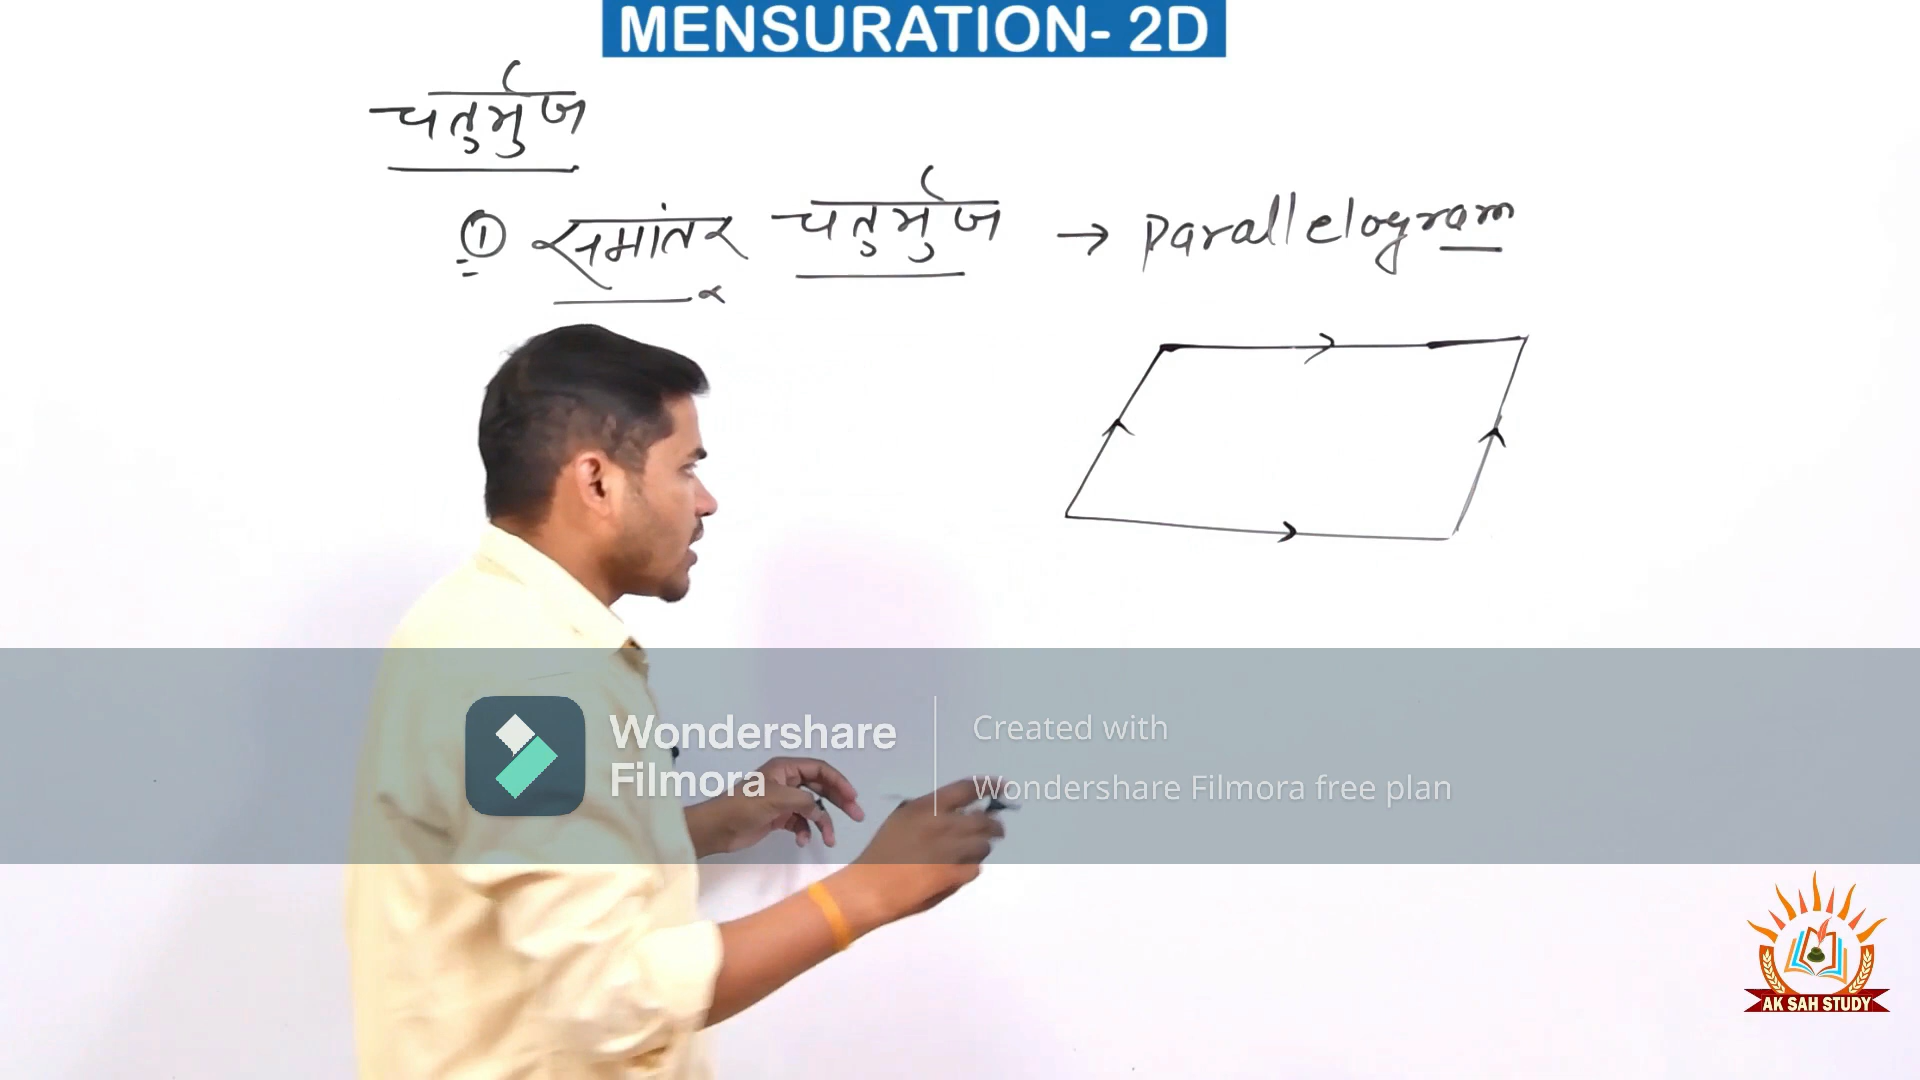 MENSURATION- 2D
चतुर्भुज
① समांतर चतुर्भुज → Parallelogram
Wondershare Filmora
Created with
Wondershare Filmora free plan
AK SAH STUDY